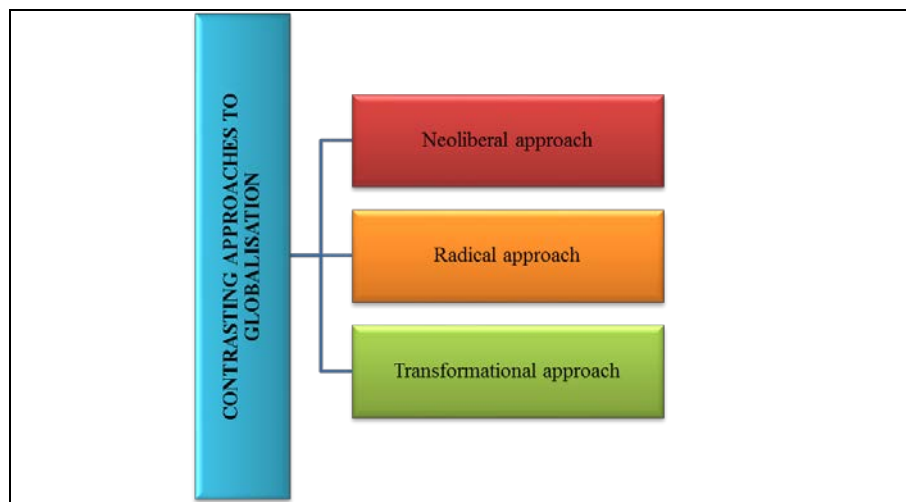 CONTRASTING APPROACHES TO
GLOBALISATION
Neoliberal approach
Radical approach
Transformational approach